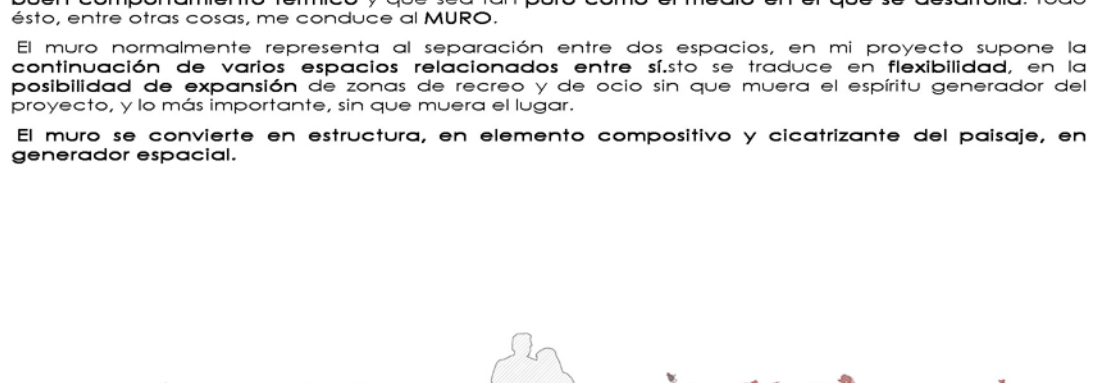 buen comportamiento térmico y que sea tan puro como el medio en el que se desarrolla. Todo
ésto, entre otras cosas, me conduce al MURO.
El muro normalmente representa al separación entre dos espacios, en mi proyecto supone la
continuación de varios espacios relacionados entre sí.sto se traduce en flexibilidad, en la
posibilidad de expansión de zonas de recreo y de ocio sin que muera el espíritu generador del
proyecto, y lo más importante, sin que muera el lugar.
El muro se convierte en estructura, en elemento compositivo y cicatrizante del paisaje, en
generador espacial.